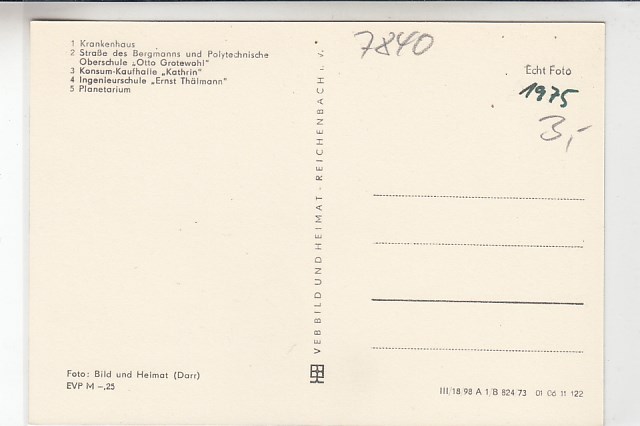 1 Krankenhaus
2 Straße des Bergmanns und Polytechnische
Oberschule „Otto Grotewohl"
3 Konsum-Kaufhalle „Kathrin"
4 Ingenieurschule „Ernst Thälmann"
5 Planetarium
7840
Echt Foto
1975
3,-
VEB BILD UND HEIMAT · REICHENBACH i. V.
Foto: Bild und Heimat (Darr)
EVP M –,25
III/18/98 A 1/B 824 73 01 06 11 122